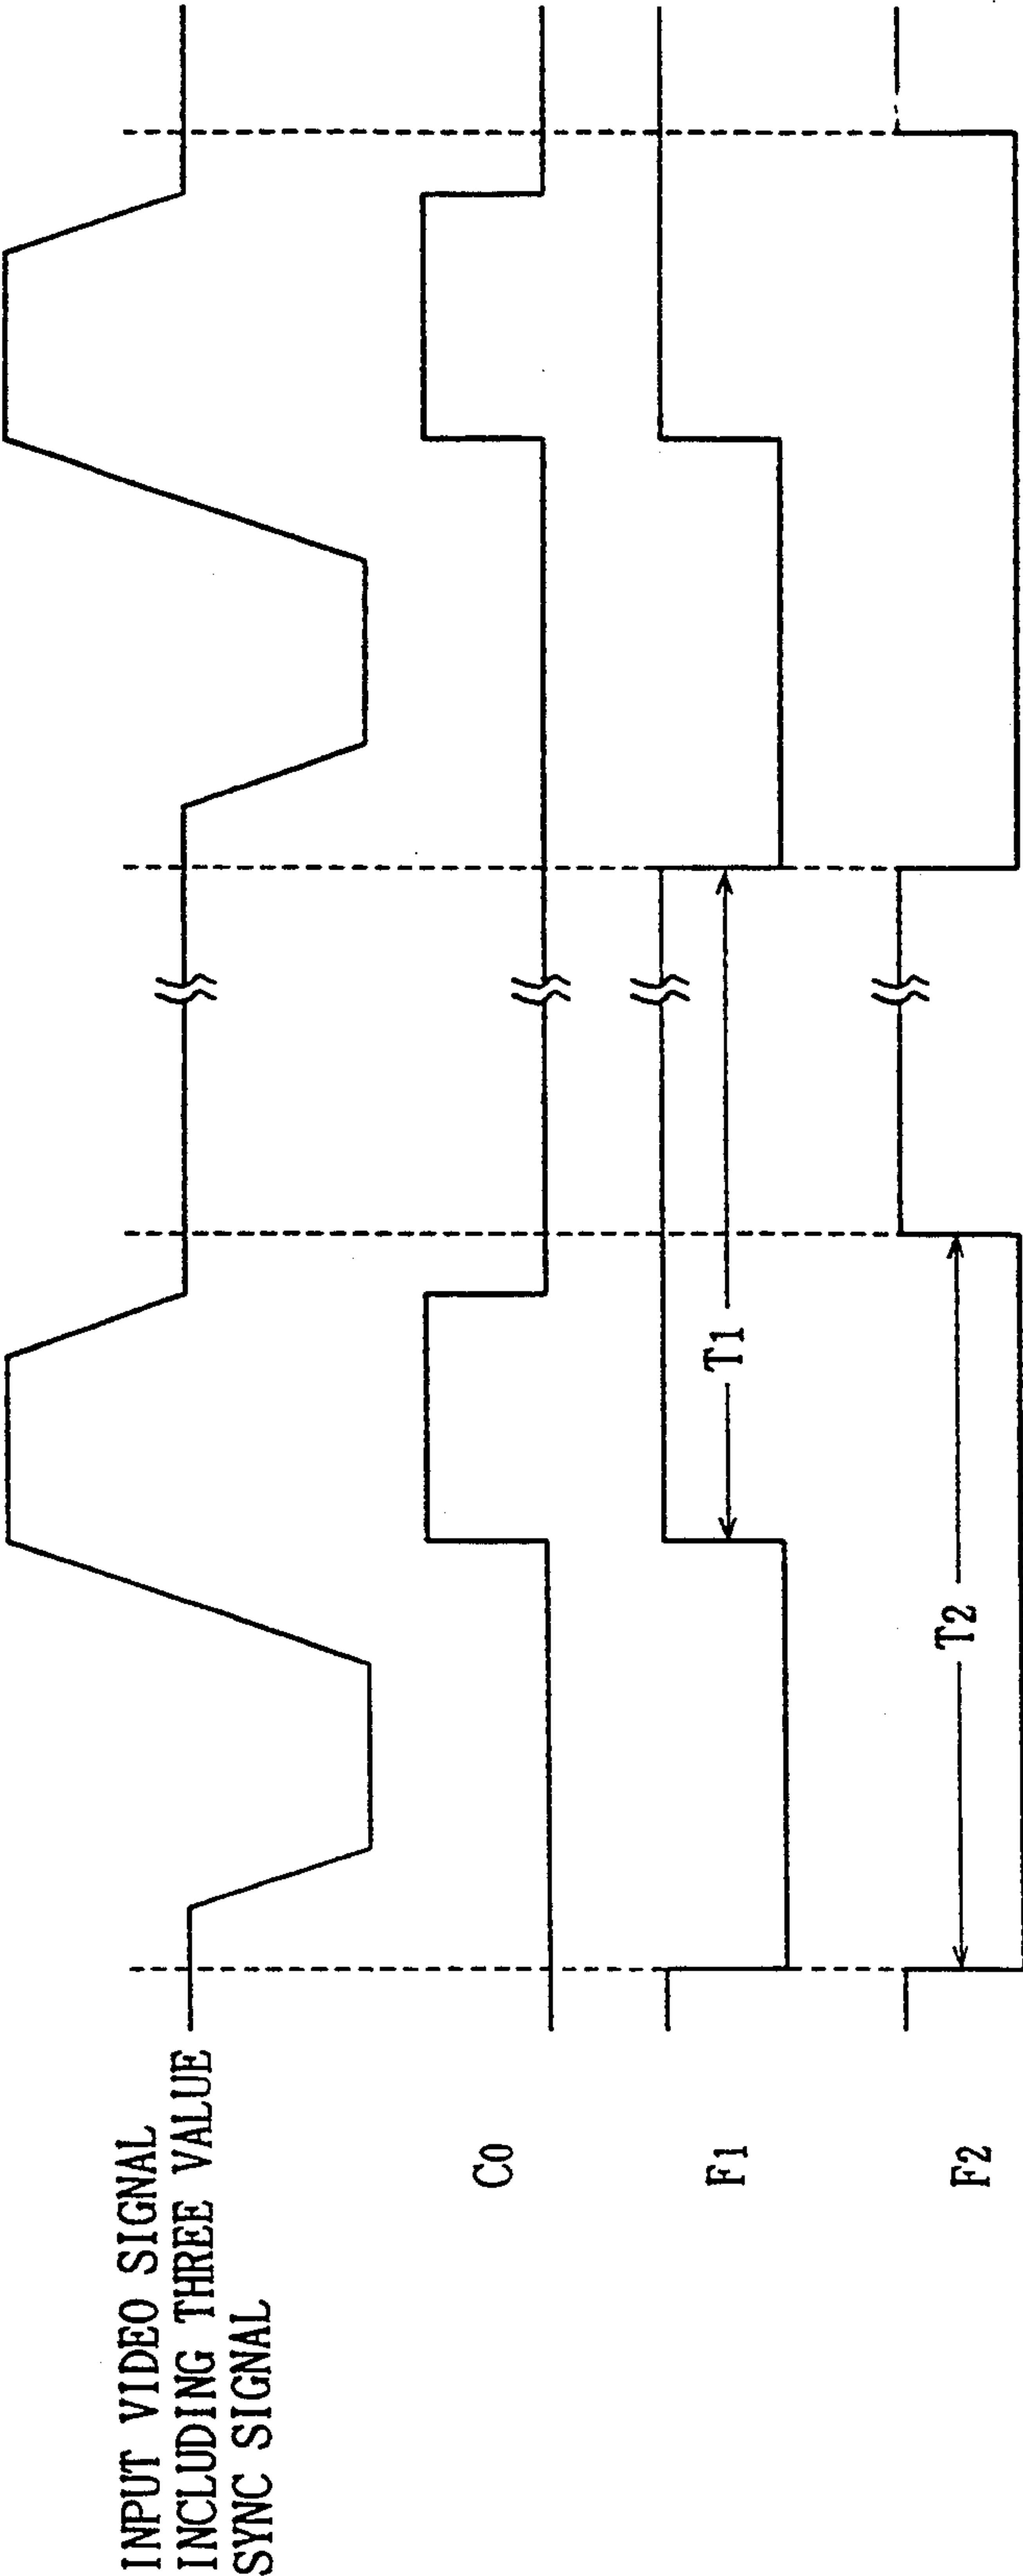 INPUT VIDEO SIGNAL
INCLUDING THREE VALUE
SYNC SIGNAL
C0
F1
T1
F2
T2